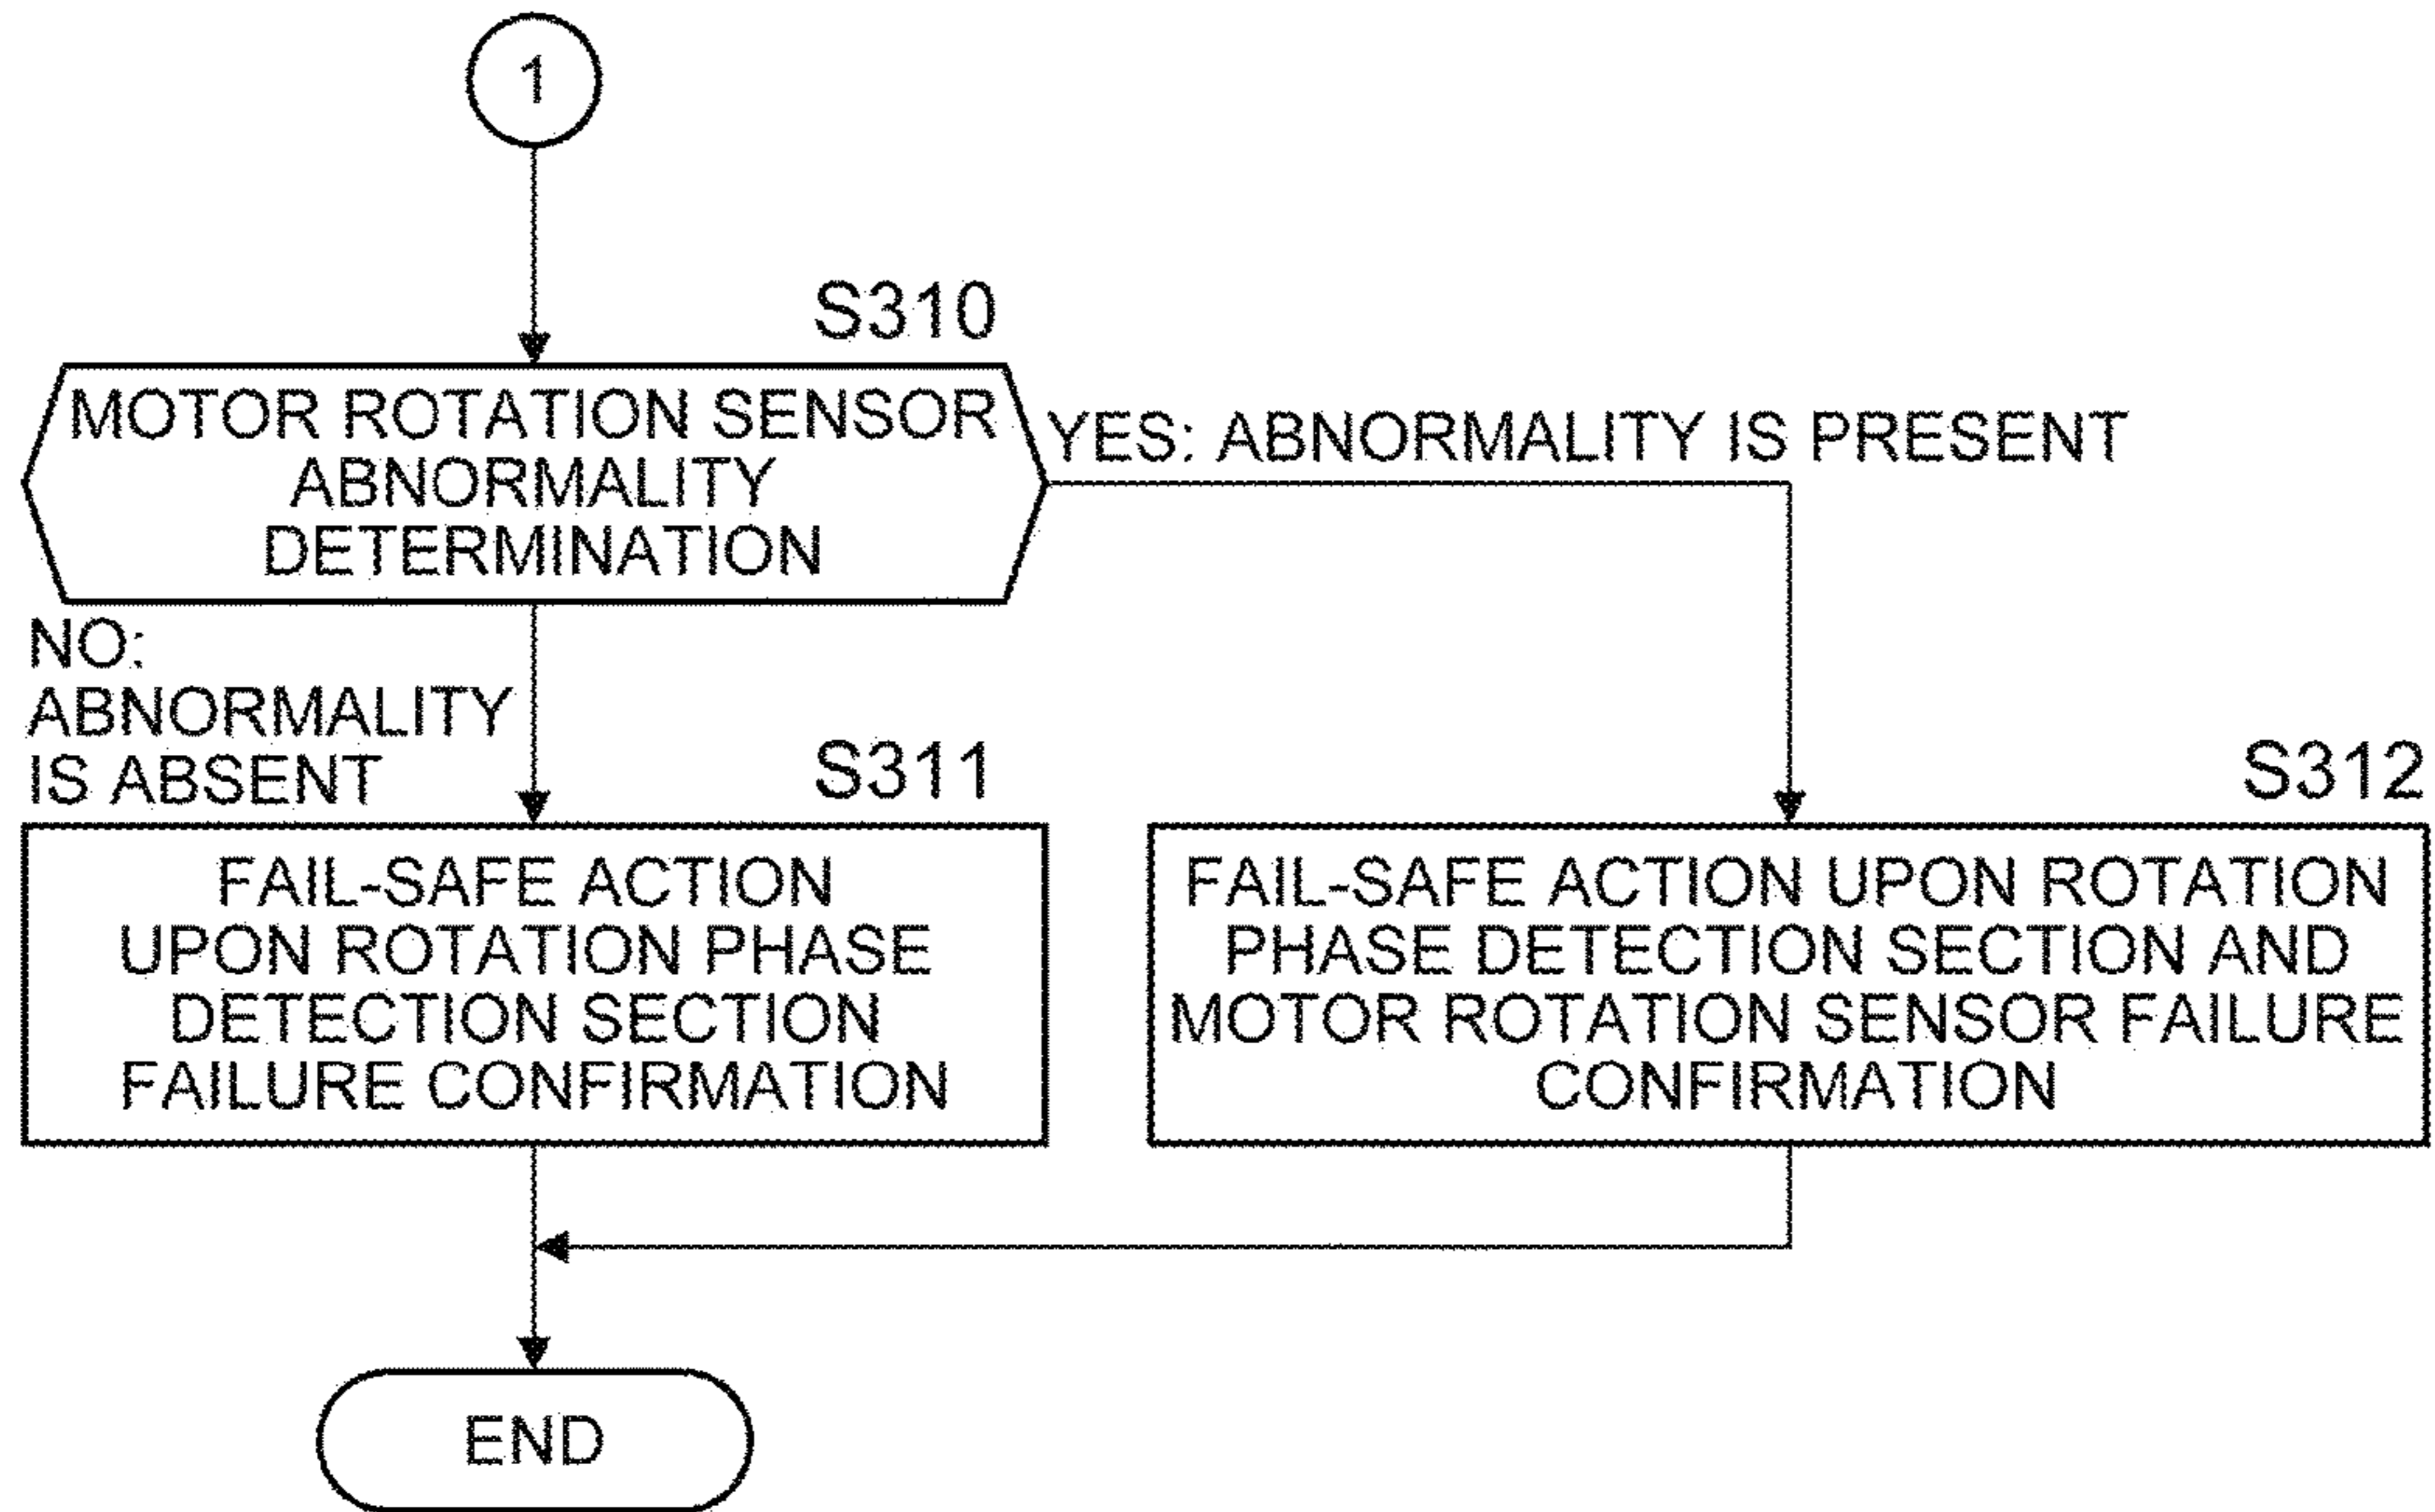 1
S310
MOTOR ROTATION SENSOR
ABNORMALITY
DETERMINATION
YES: ABNORMALITY IS PRESENT
NO:
ABNORMALITY
IS ABSENT
S311
FAIL-SAFE ACTION
UPON ROTATION PHASE
DETECTION SECTION
FAILURE CONFIRMATION
S312
FAIL-SAFE ACTION UPON ROTATION
PHASE DETECTION SECTION AND
MOTOR ROTATION SENSOR FAILURE
CONFIRMATION
END